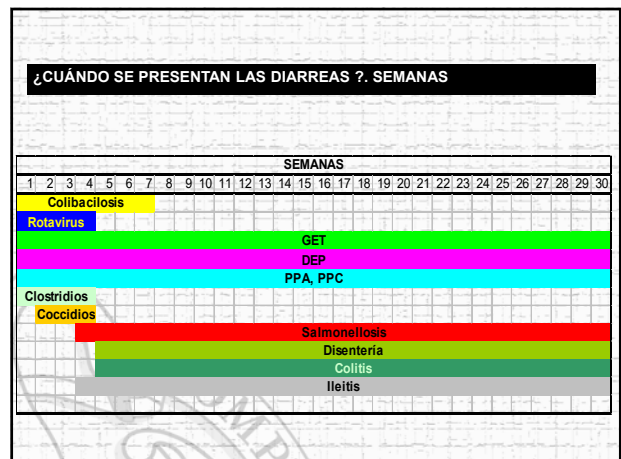 ¿CUÁNDO SE PRESENTAN LAS DIARREAS ?. SEMANAS
SEMANAS
1 2 3 4 5 6 7 8 9 10 11 12 13 14 15 16 17 18 19 20 21 22 23 24 25 26 27 28 29 30
Colibacilosis
Rotavirus
GET
DEP
PPA, PPC
Clostridios
Coccidios
Salmonellosis
Disentería
Colitis
Ileitis